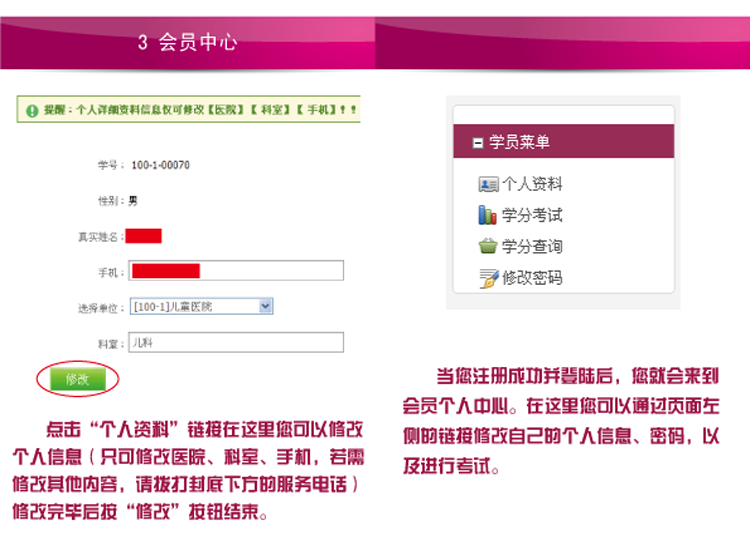 3 会员中心
提醒：个人详细资料信息仅可修改【医院】【 科室】【 手机】！！
学号： 100-1-00070
性别：男
真实姓名：
手机：
选择单位： [100-1]儿童医院
科室： 儿科
修改
点击“个人资料”链接在这里您可以修改
个人信息（只可修改医院、科室、手机，若需
修改其他内容，请拨打封底下方的服务电话）
修改完毕后按“修改”按钮结束。
学员菜单
个人资料
学分考试
学分查询
修改密码
当您注册成功并登陆后，您就会来到
会员个人中心。在这里您可以通过页面左
侧的链接修改自己的个人信息、密码，以
及进行考试。